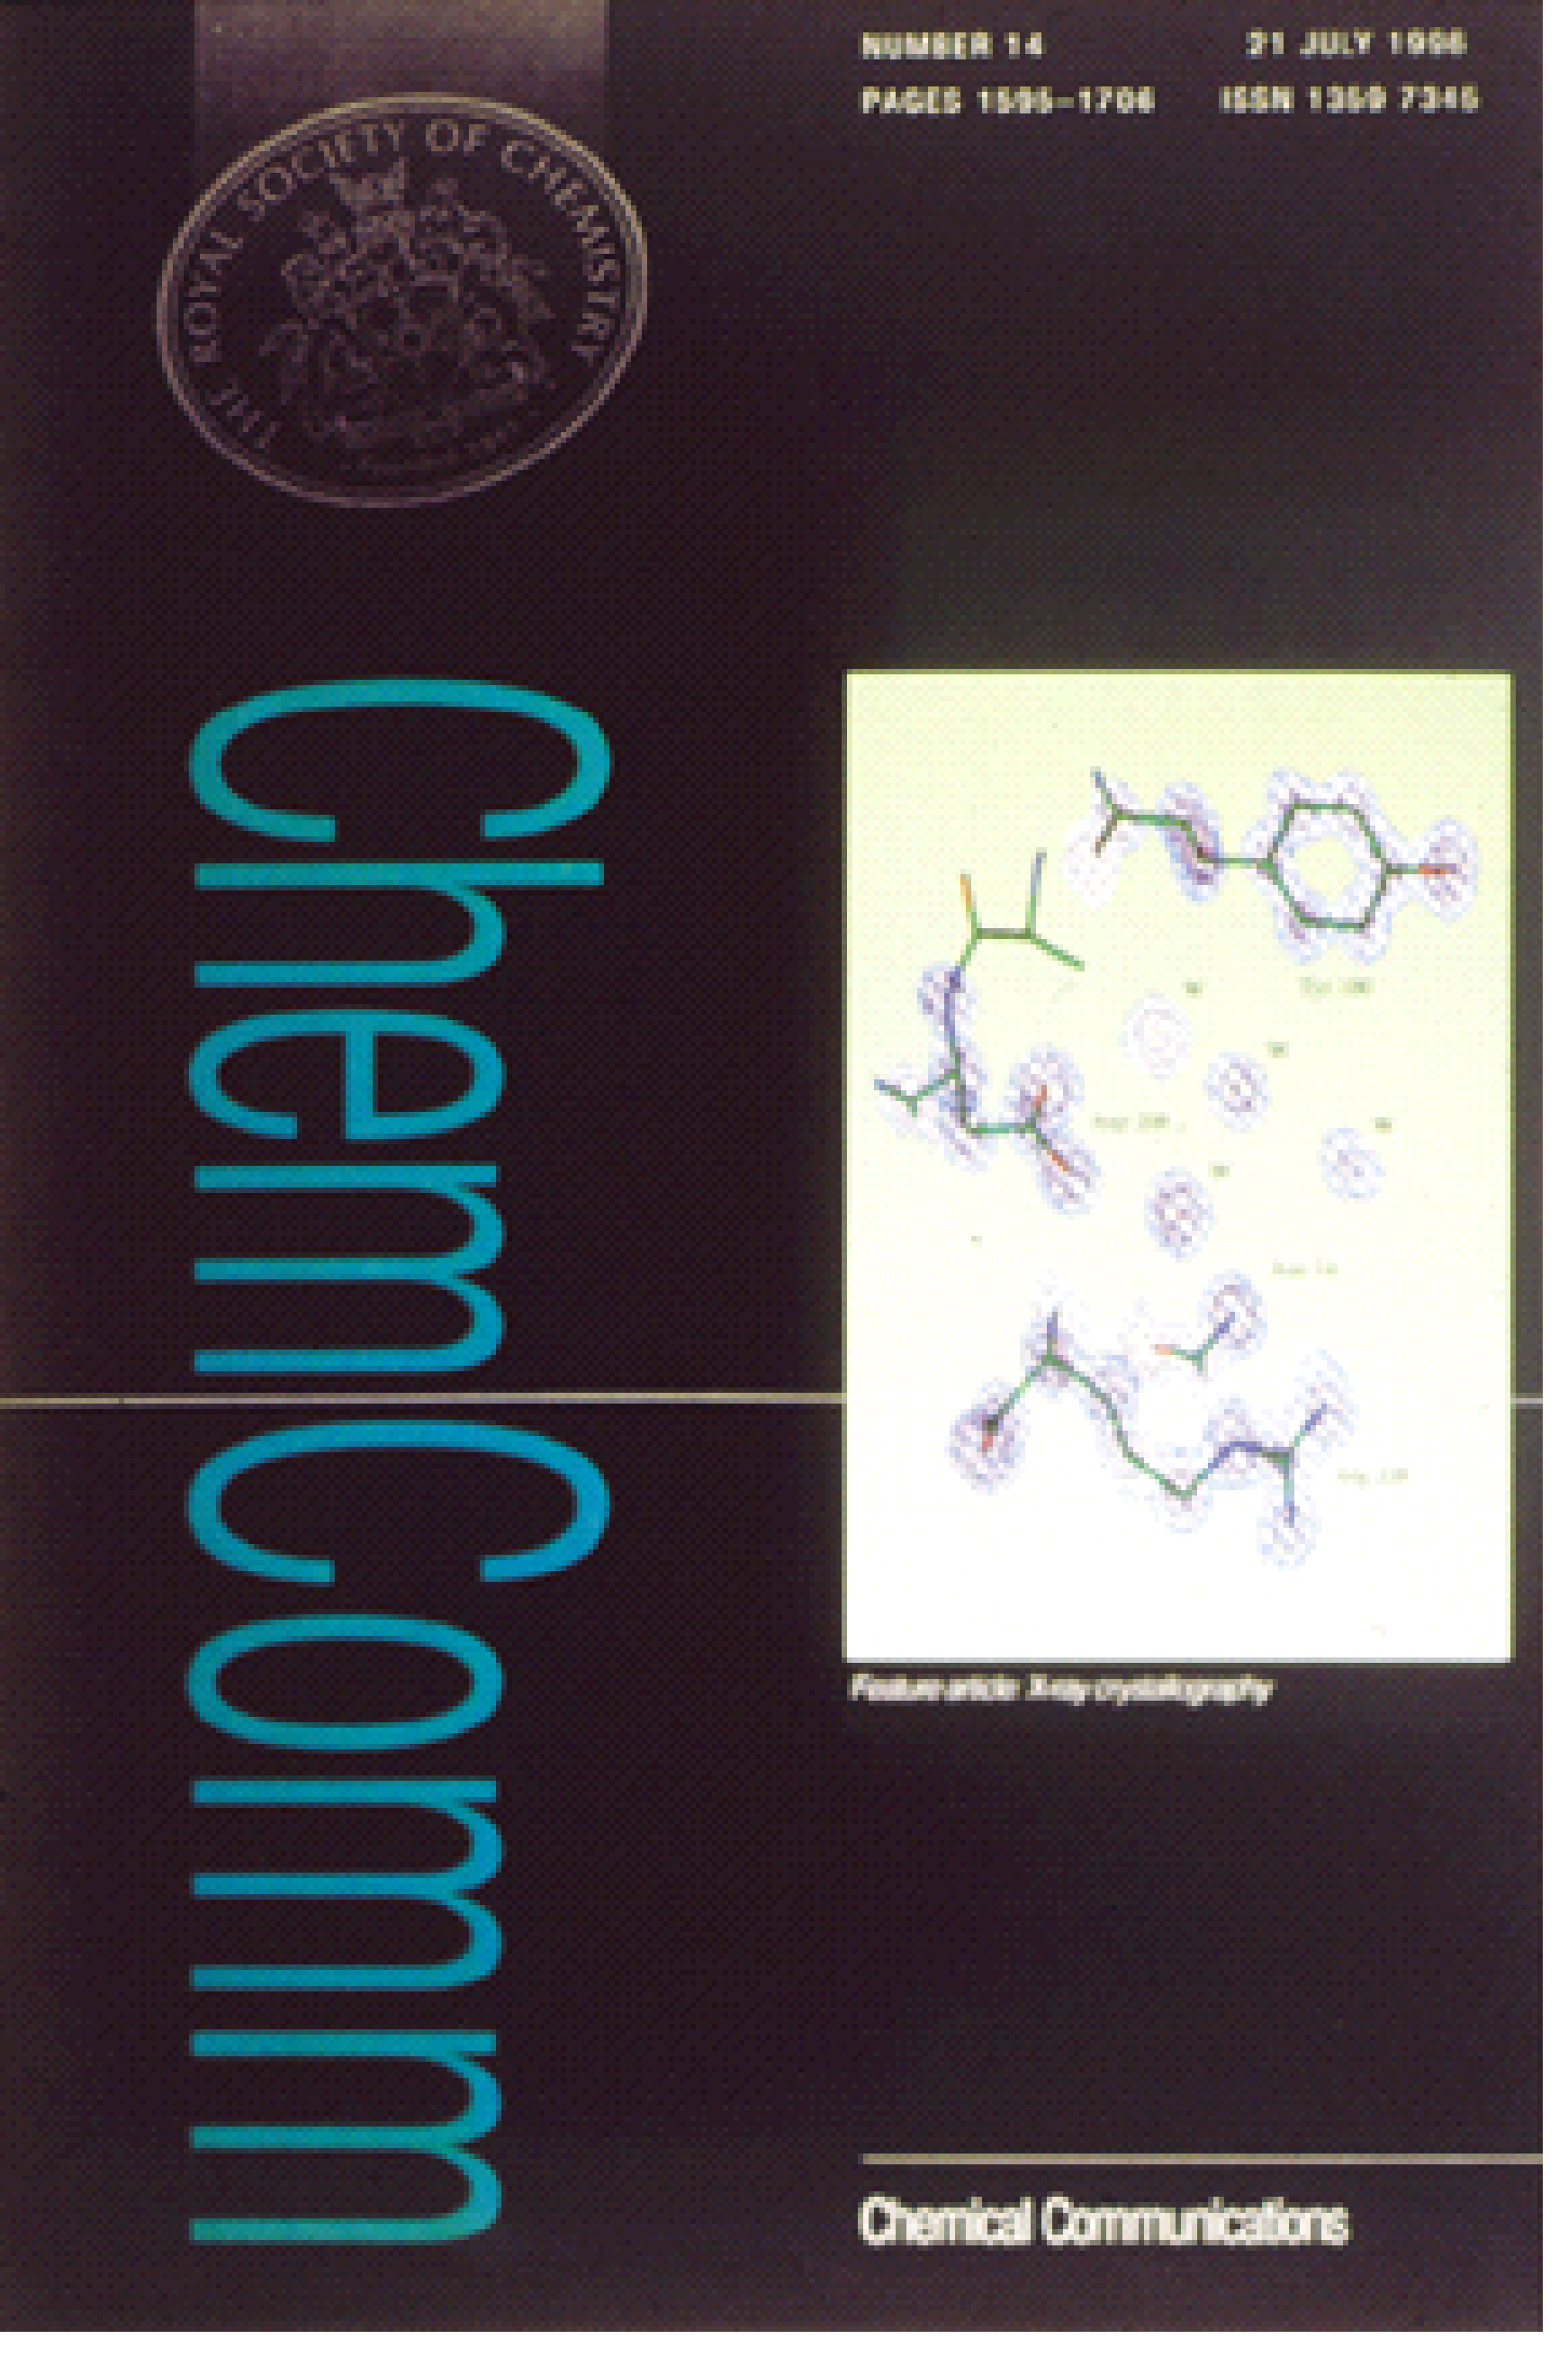 NUMBER 14
21 JULY 1996
PAGES 1595–1706
ISSN 1359 7345
THE ROYAL SOCIETY OF CHEMISTRY
ChemComm
W
W
W
W
Feature article X-ray crystallography
Chemical Communications